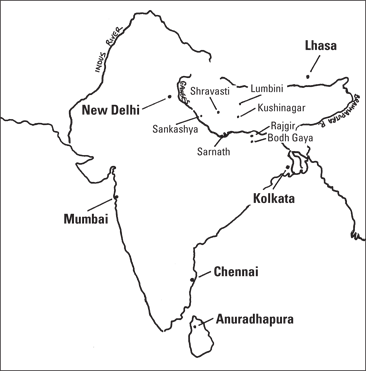 INDUS RIVER
Lhasa
GANGES
Shravasti
Lumbini
New Delhi
Kushinagar
BRAHMAPUTRA R.
Sankashya
Rajgir
Sarnath
Bodh Gaya
Kolkata
Mumbai
Chennai
Anuradhapura